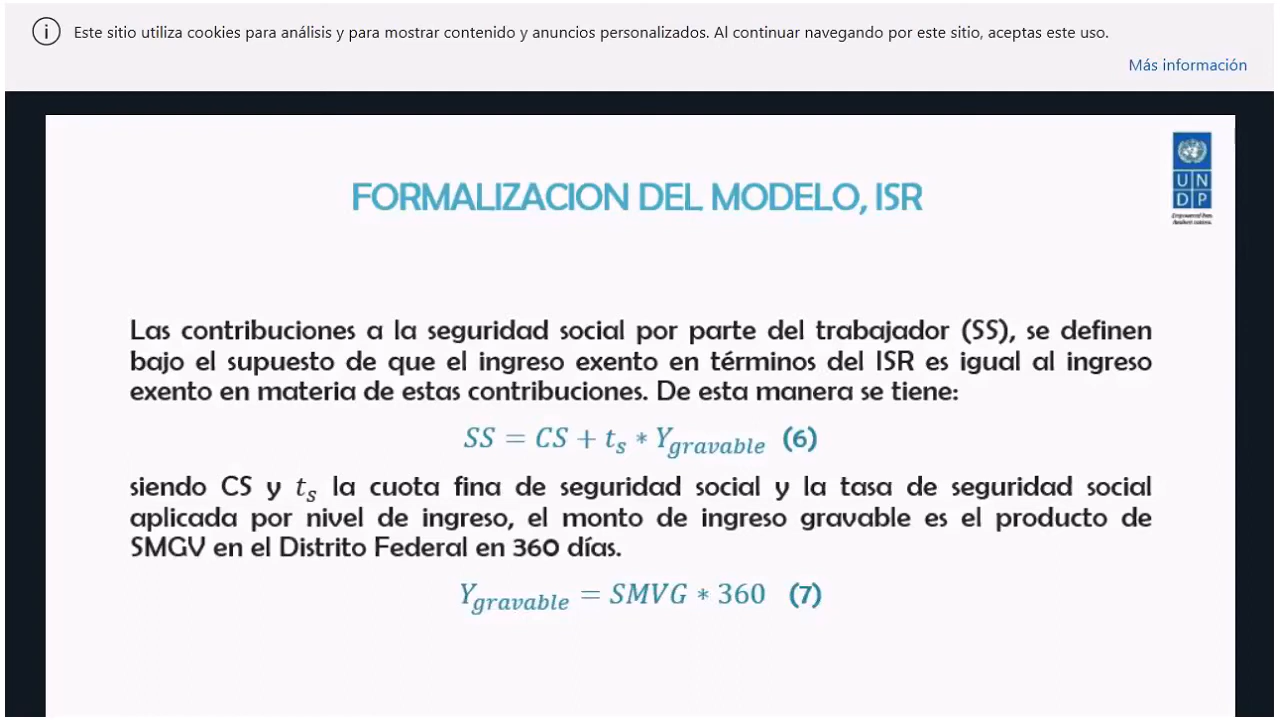 Este sitio utiliza cookies para análisis y para mostrar contenido y anuncios personalizados. Al continuar navegando por este sitio, aceptas este uso.
Más información
FORMALIZACION DEL MODELO, ISR
U N
D P
Las contribuciones a la seguridad social por parte del trabajador (SS), se definen
bajo el supuesto de que el ingreso exento en términos del ISR es igual al ingreso
exento en materia de estas contribuciones. De esta manera se tiene:
SS = CS + t_s * Y_gravable (6)
siendo CS y t_s la cuota fina de seguridad social y la tasa de seguridad social
aplicada por nivel de ingreso, el monto de ingreso gravable es el producto de
SMGV en el Distrito Federal en 360 días.
Y_gravable = SMVG * 360 (7)